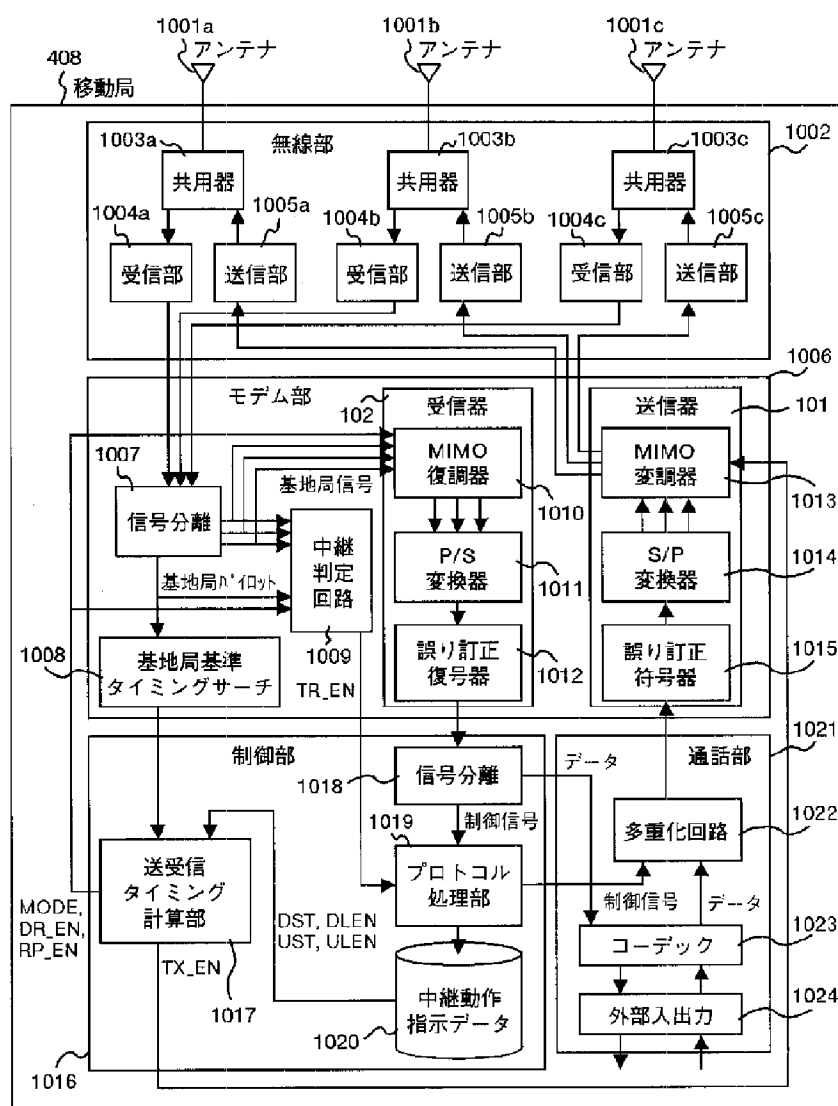 1001a
アンテナ
1001b
アンテナ
1001c
アンテナ
408
移動局
無線部
1002
1003a
共用器
1003b
共用器
1003c
共用器
1004a
受信部
1005a
送信部
1004b
受信部
1005b
送信部
1004c
受信部
1005c
送信部
1006
モデム部
102
受信器
送信器
101
1007
信号分離
MIMO
復調器
1010
MIMO
変調器
1013
基地局信号
中継
判定
回路
1009
P/S
変換器
1011
S/P
変換器
1014
基地局パイロット
1008
基地局基準
タイミングサーチ
TR_EN
誤り訂正
復号器
1012
誤り訂正
符号器
1015
制御部
1018
信号分離
データ
通話部
1021
制御信号
1019
プロトコル
処理部
多重化回路
1022
送受信
タイミング
計算部
1017
MODE,
DR_EN,
RP_EN
TX_EN
DST, DLEN
UST, ULEN
制御信号
データ
コーデック
1023
中継動作
指示データ
1020
外部入出力
1024
1016